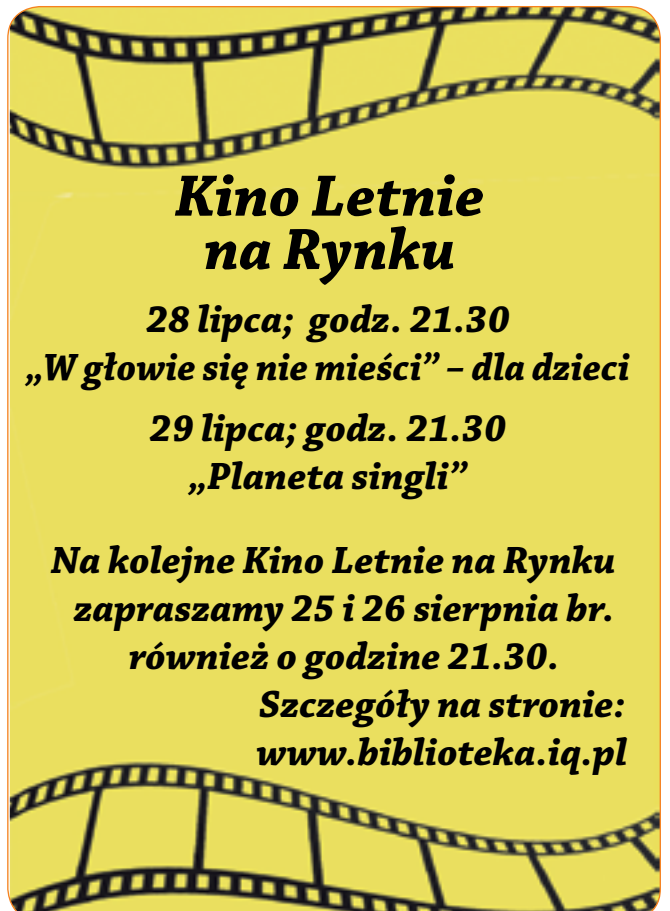 Kino Letnie
na Rynku
28 lipca; godz. 21.30
„W głowie się nie mieści” – dla dzieci
29 lipca; godz. 21.30
„Planeta singli”
Na kolejne Kino Letnie na Rynku
zapraszamy 25 i 26 sierpnia br.
również o godzine 21.30.
Szczegóły na stronie:
www.biblioteka.iq.pl